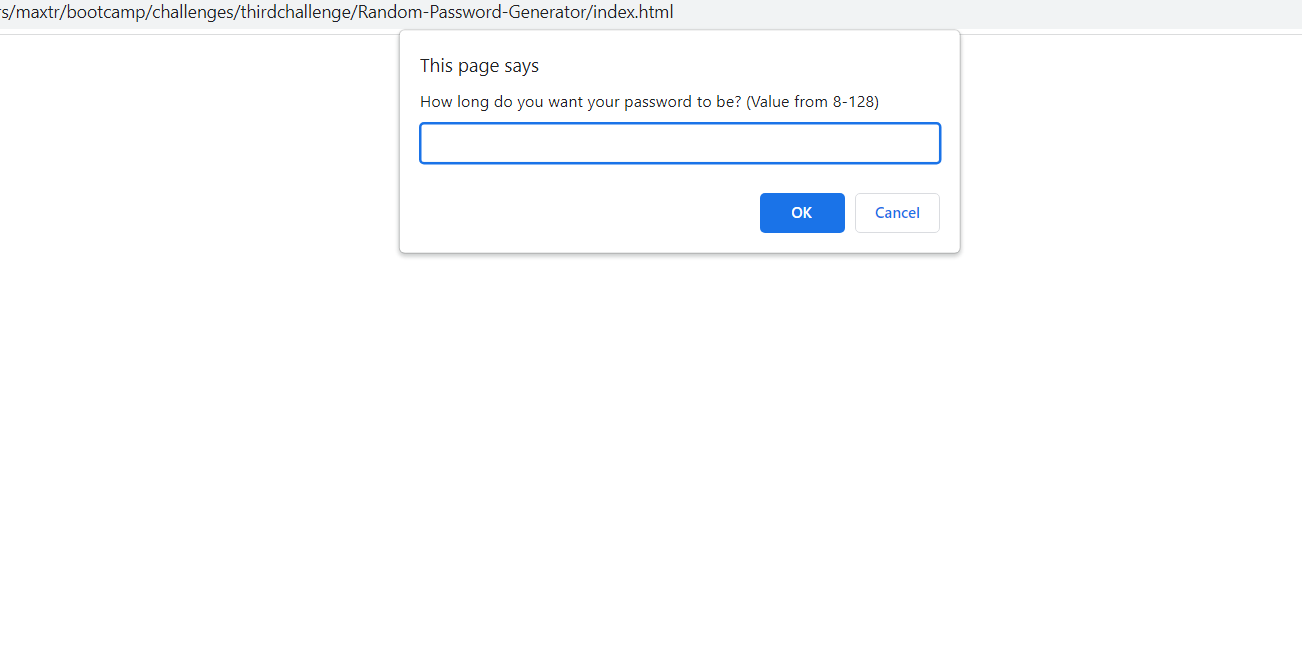 s/maxtr/bootcamp/challenges/thirdchallenge/Random-Password-Generator/index.html
This page says
How long do you want your password to be? (Value from 8-128)
OK
Cancel